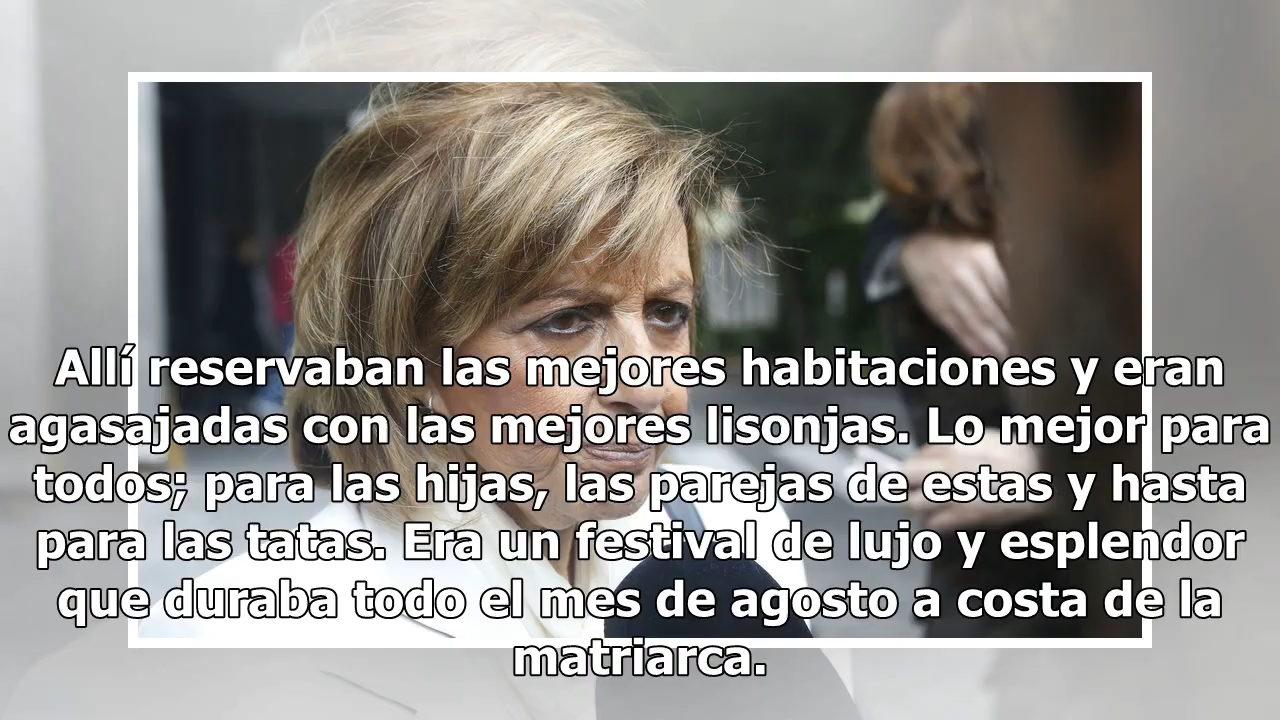 Allí reservaban las mejores habitaciones y eran
agasajadas con las mejores lisonjas. Lo mejor para
todos; para las hijas, las parejas de estas y hasta
para las tatas. Era un festival de lujo y esplendor
que duraba todo el mes de agosto a costa de la
matriarca.